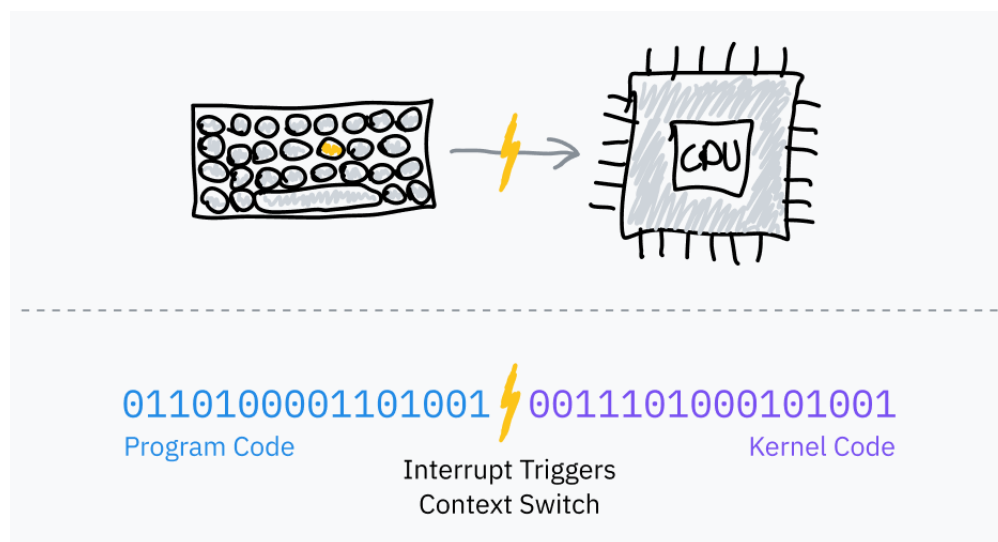 CPU
0110100001101001 0011101000101001
Program Code Kernel Code
Interrupt Triggers
Context Switch